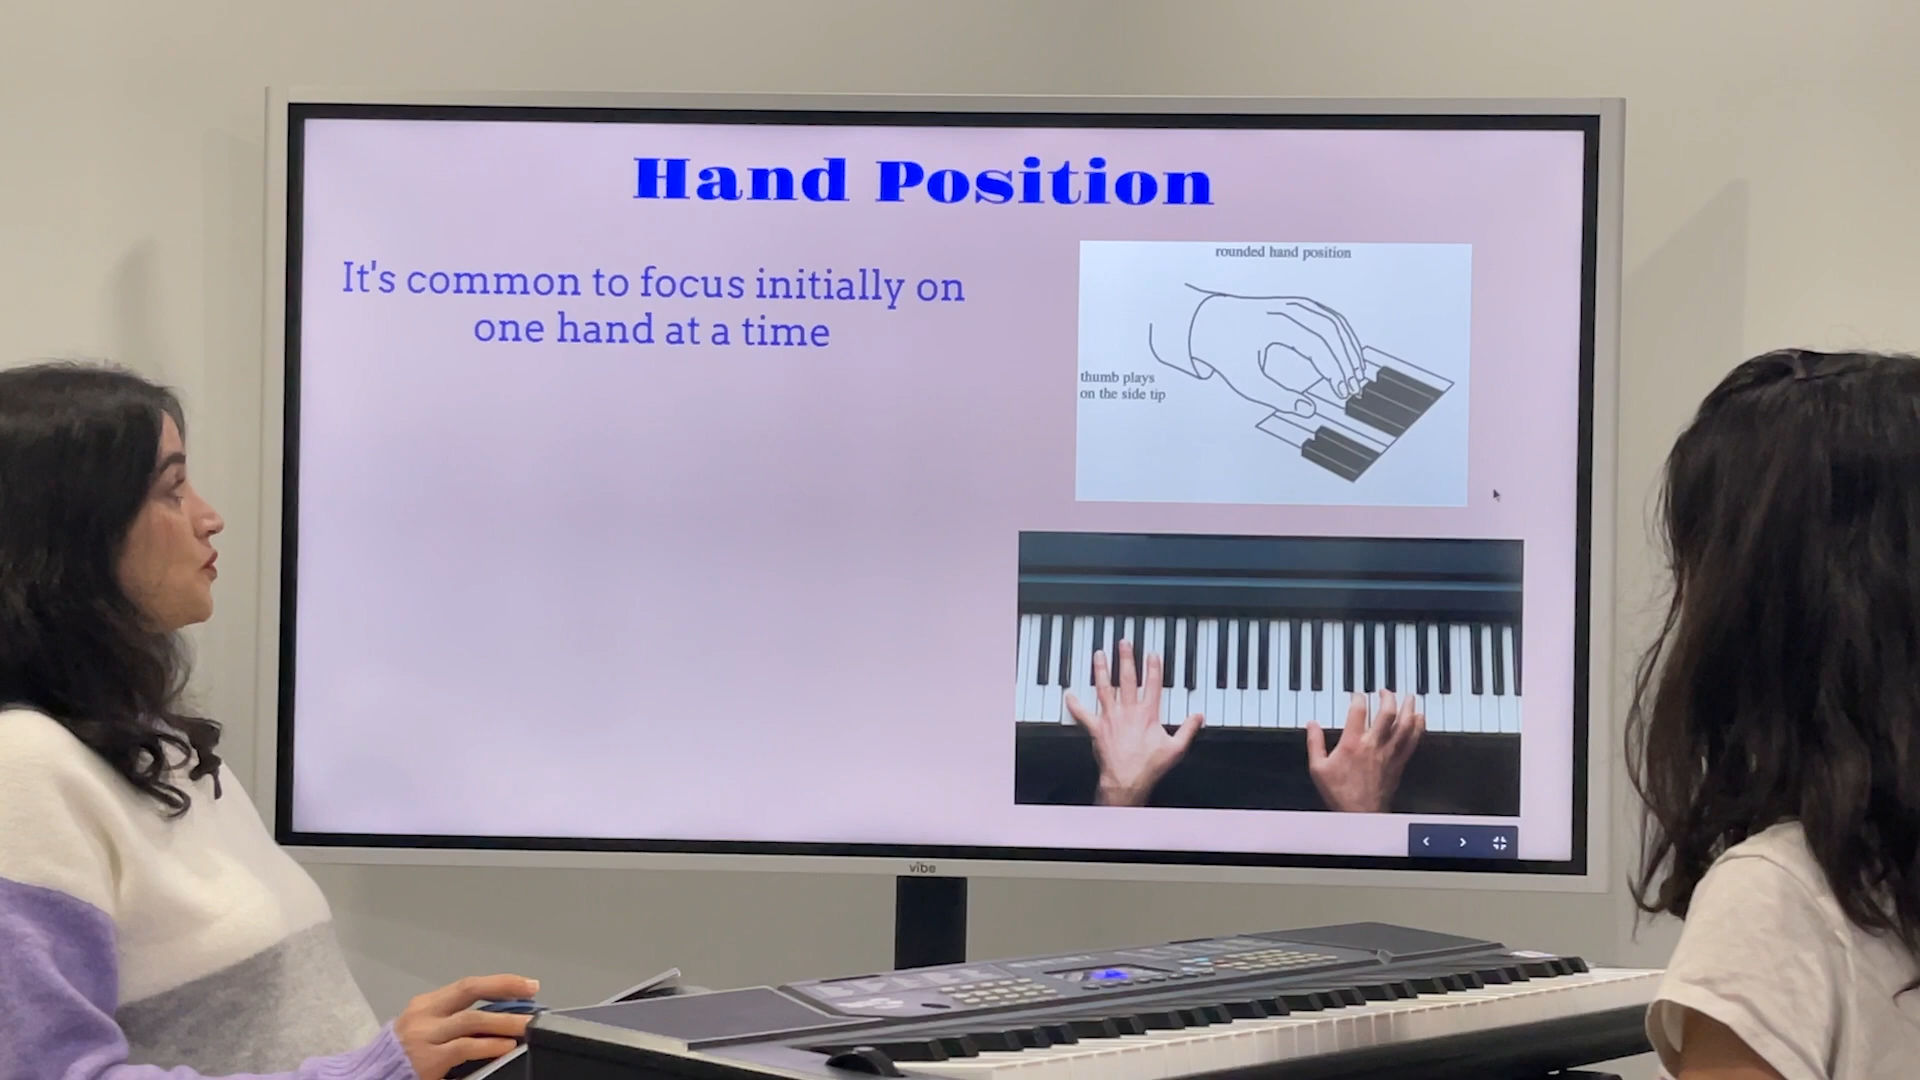 Hand Position
It's common to focus initially on
one hand at a time
rounded hand position
thumb plays
on the side tip
vibe